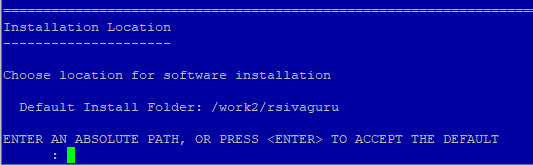 ===============================================================================
Installation Location
---------------------
Choose location for software installation
Default Install Folder: /work2/rsivaguru
ENTER AN ABSOLUTE PATH, OR PRESS <ENTER> TO ACCEPT THE DEFAULT
: